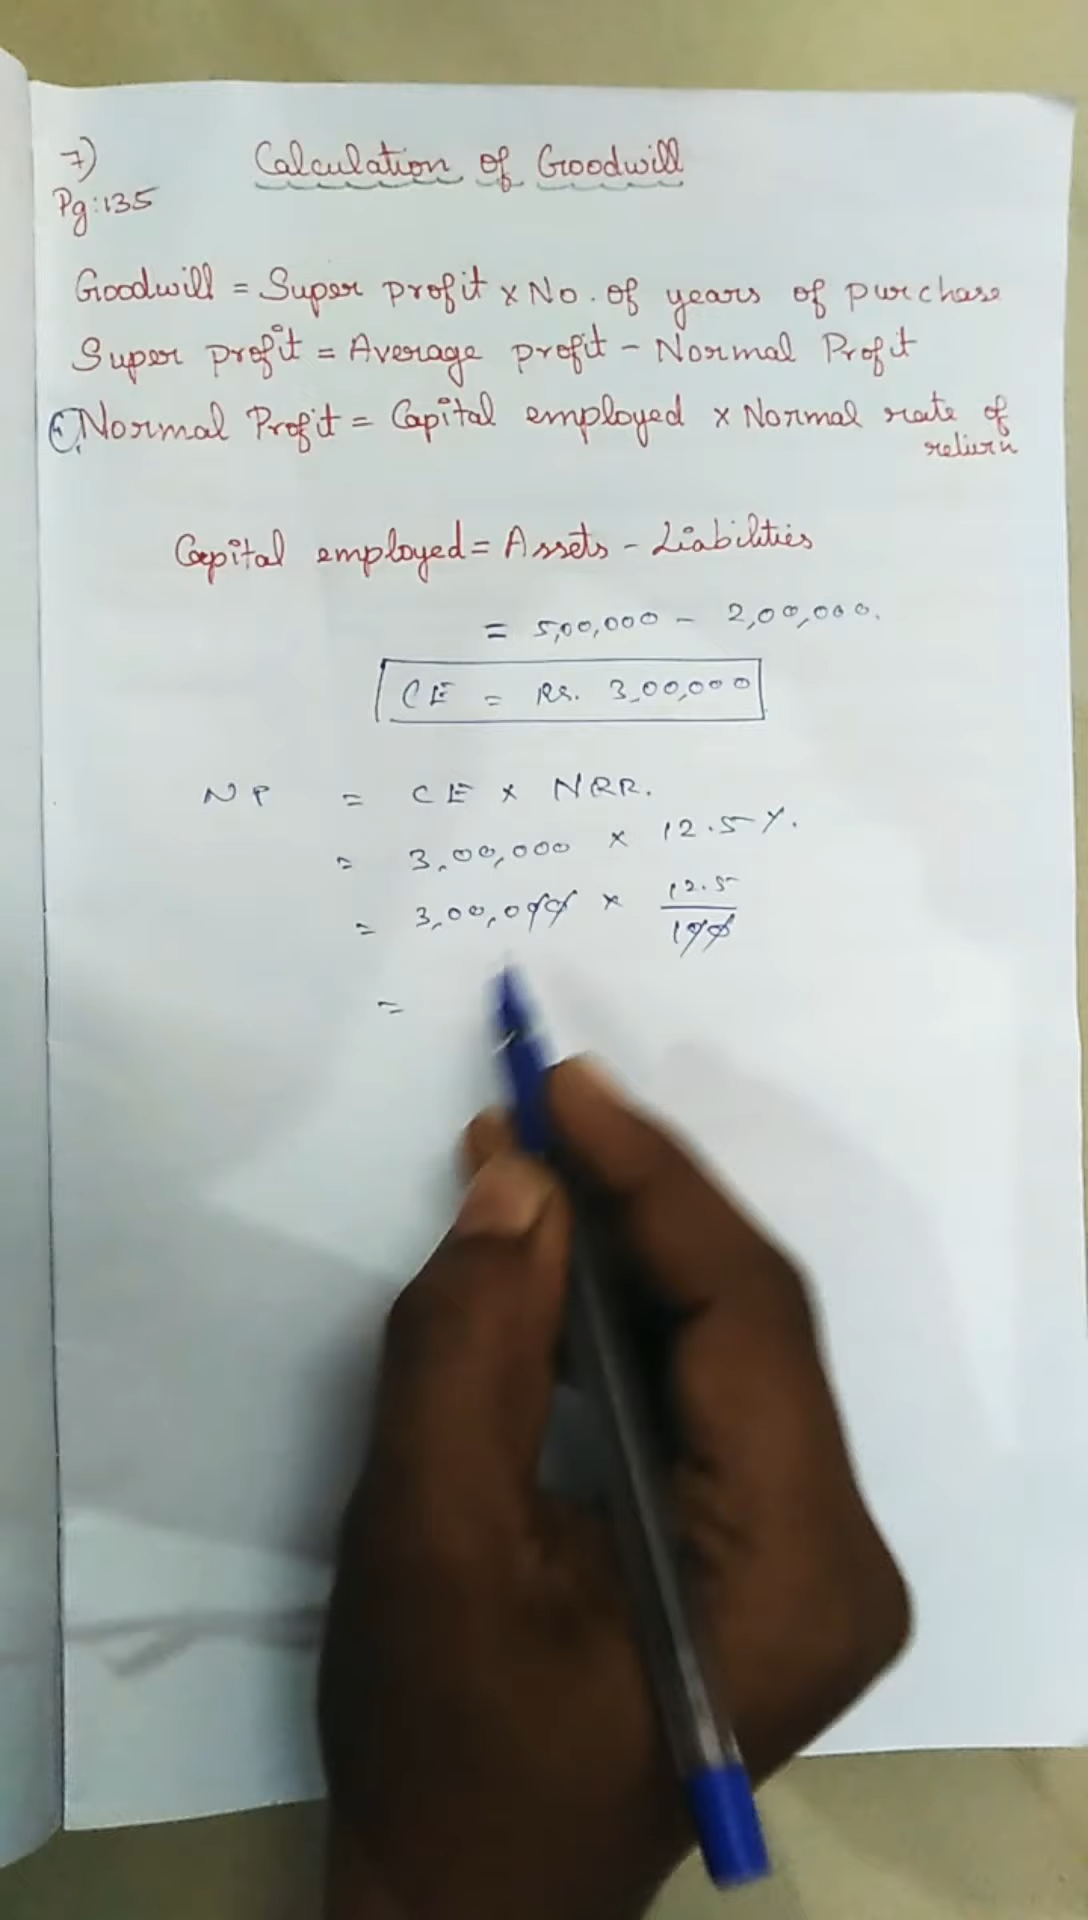 7)
Pg:135
Calculation of Goodwill
Goodwill = Super profit x No. of years of purchase
Super profit = Average profit - Normal Profit
Normal Profit = Capital employed x Normal rate of
return
Capital employed = Assets - Liabilities
= 5,00,000 - 2,00,000.
CE = Rs. 3,00,000
NP = CE x NRR.
= 3,00,000 x 12.5%.
= 3,00,000 x 12.5
100
=